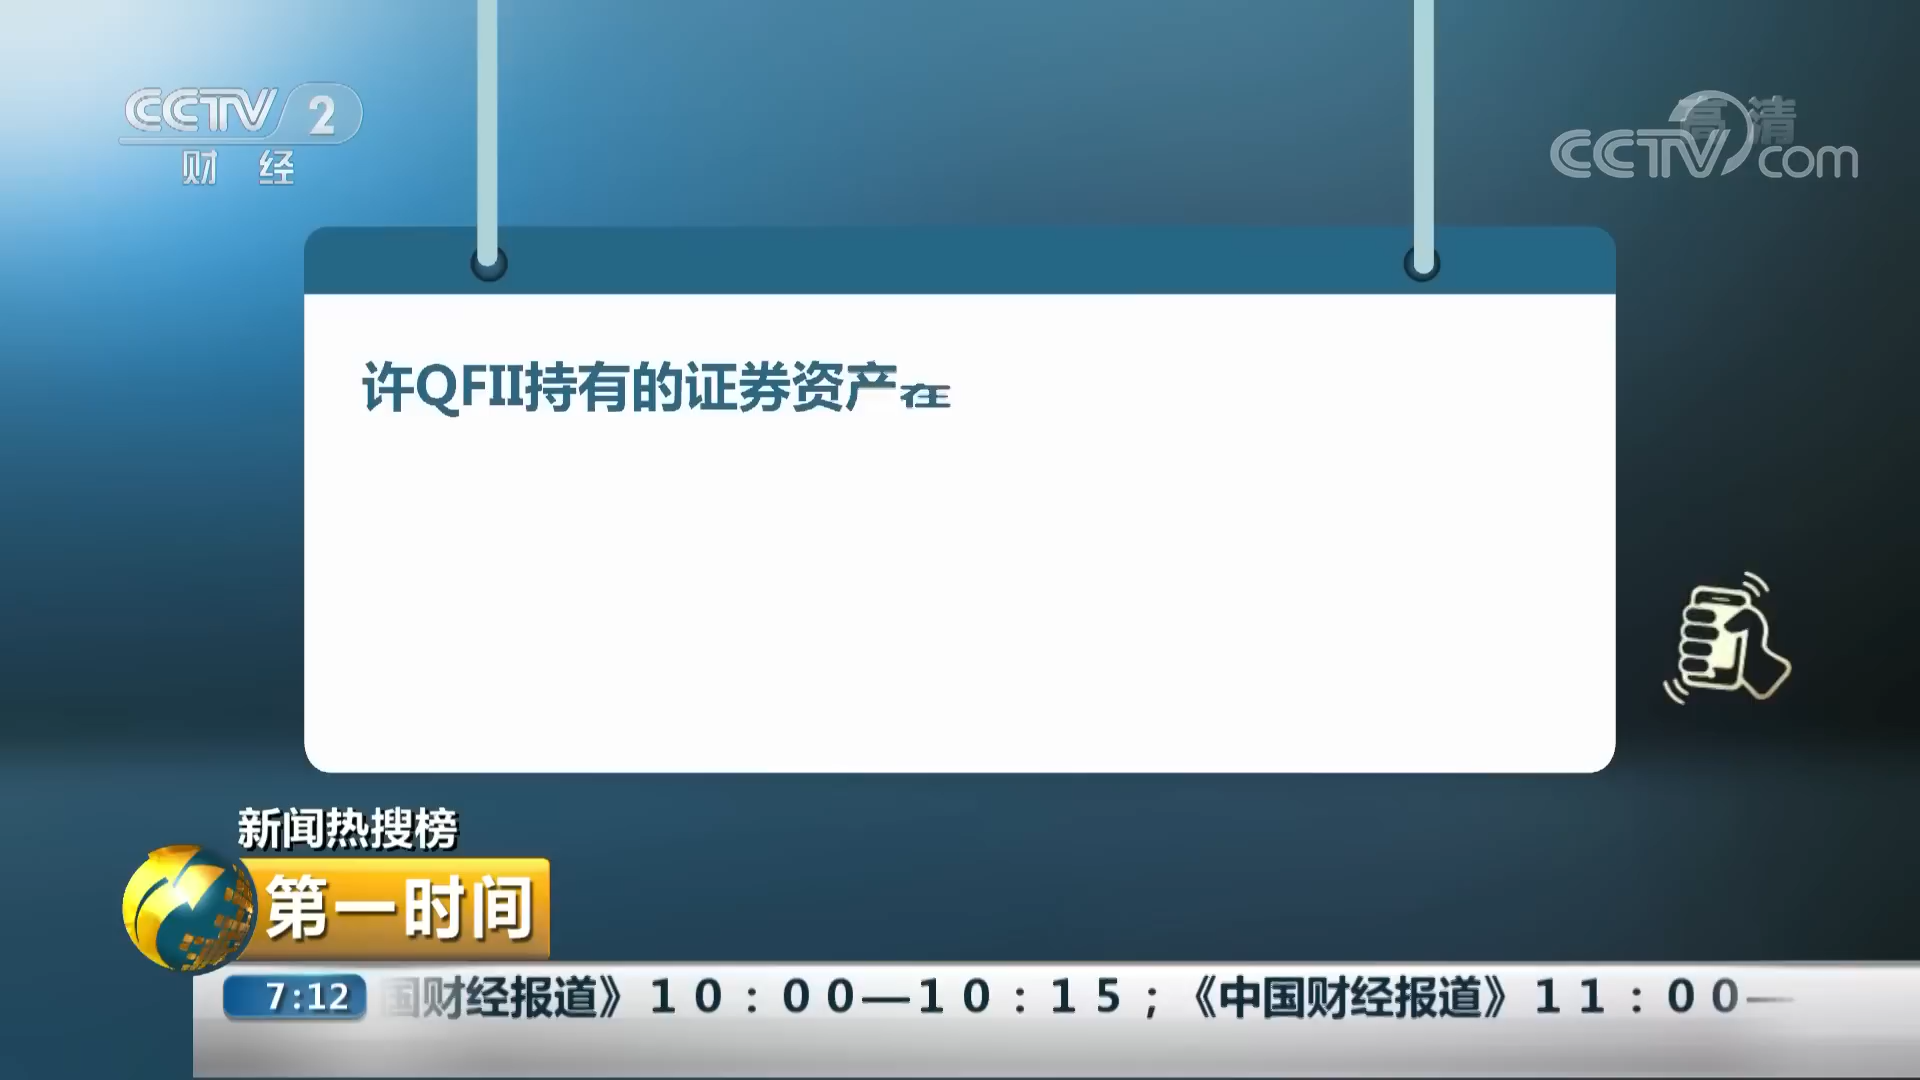 CCTV 2
财 经
高清
CCTV.com
许QFII持有的证券资产在
新闻热搜榜
第一时间
7:12
国财经报道》10:00—10:15;《中国财经报道》11:00—